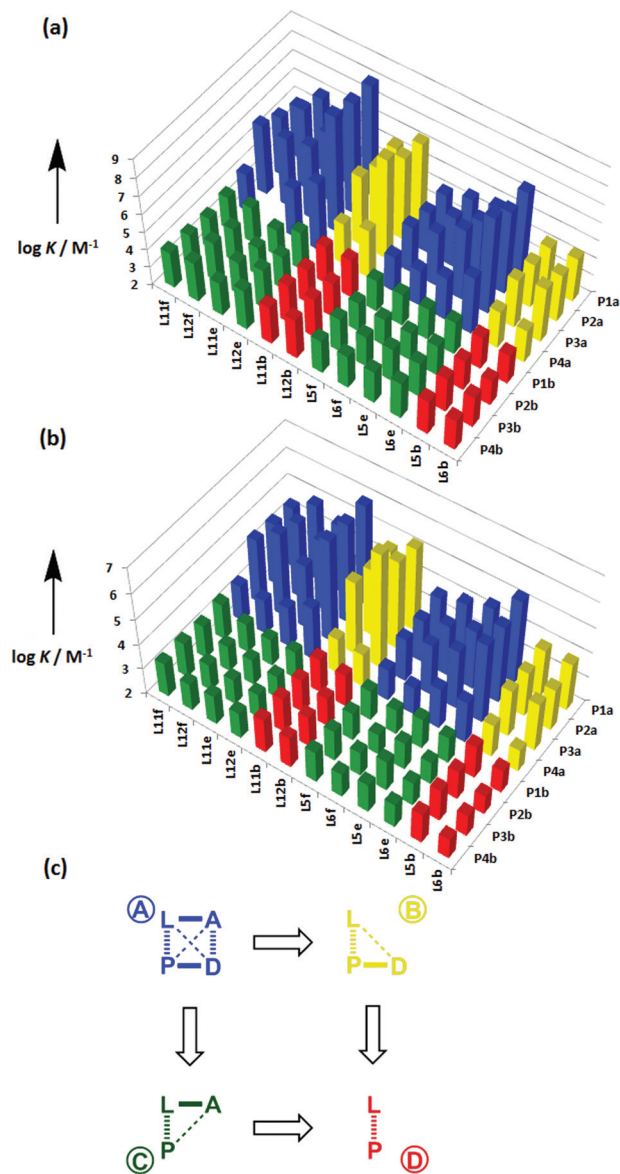 (a)
9
8
7
6
5
4
3
2
log K / M⁻¹
L11f
L12f
L11e
L12e
L11b
L12b
L5f
L6f
L5e
L6e
L5b
L6b
P1a
P2a
P3a
P4a
P1b
P2b
P3b
P4b
(b)
7
6
5
4
3
2
log K / M⁻¹
L11f
L12f
L11e
L12e
L11b
L12b
L5f
L6f
L5e
L6e
L5b
L6b
P1a
P2a
P3a
P4a
P1b
P2b
P3b
P4b
(c)
A L A L B
P D P D
L A L
C P P D